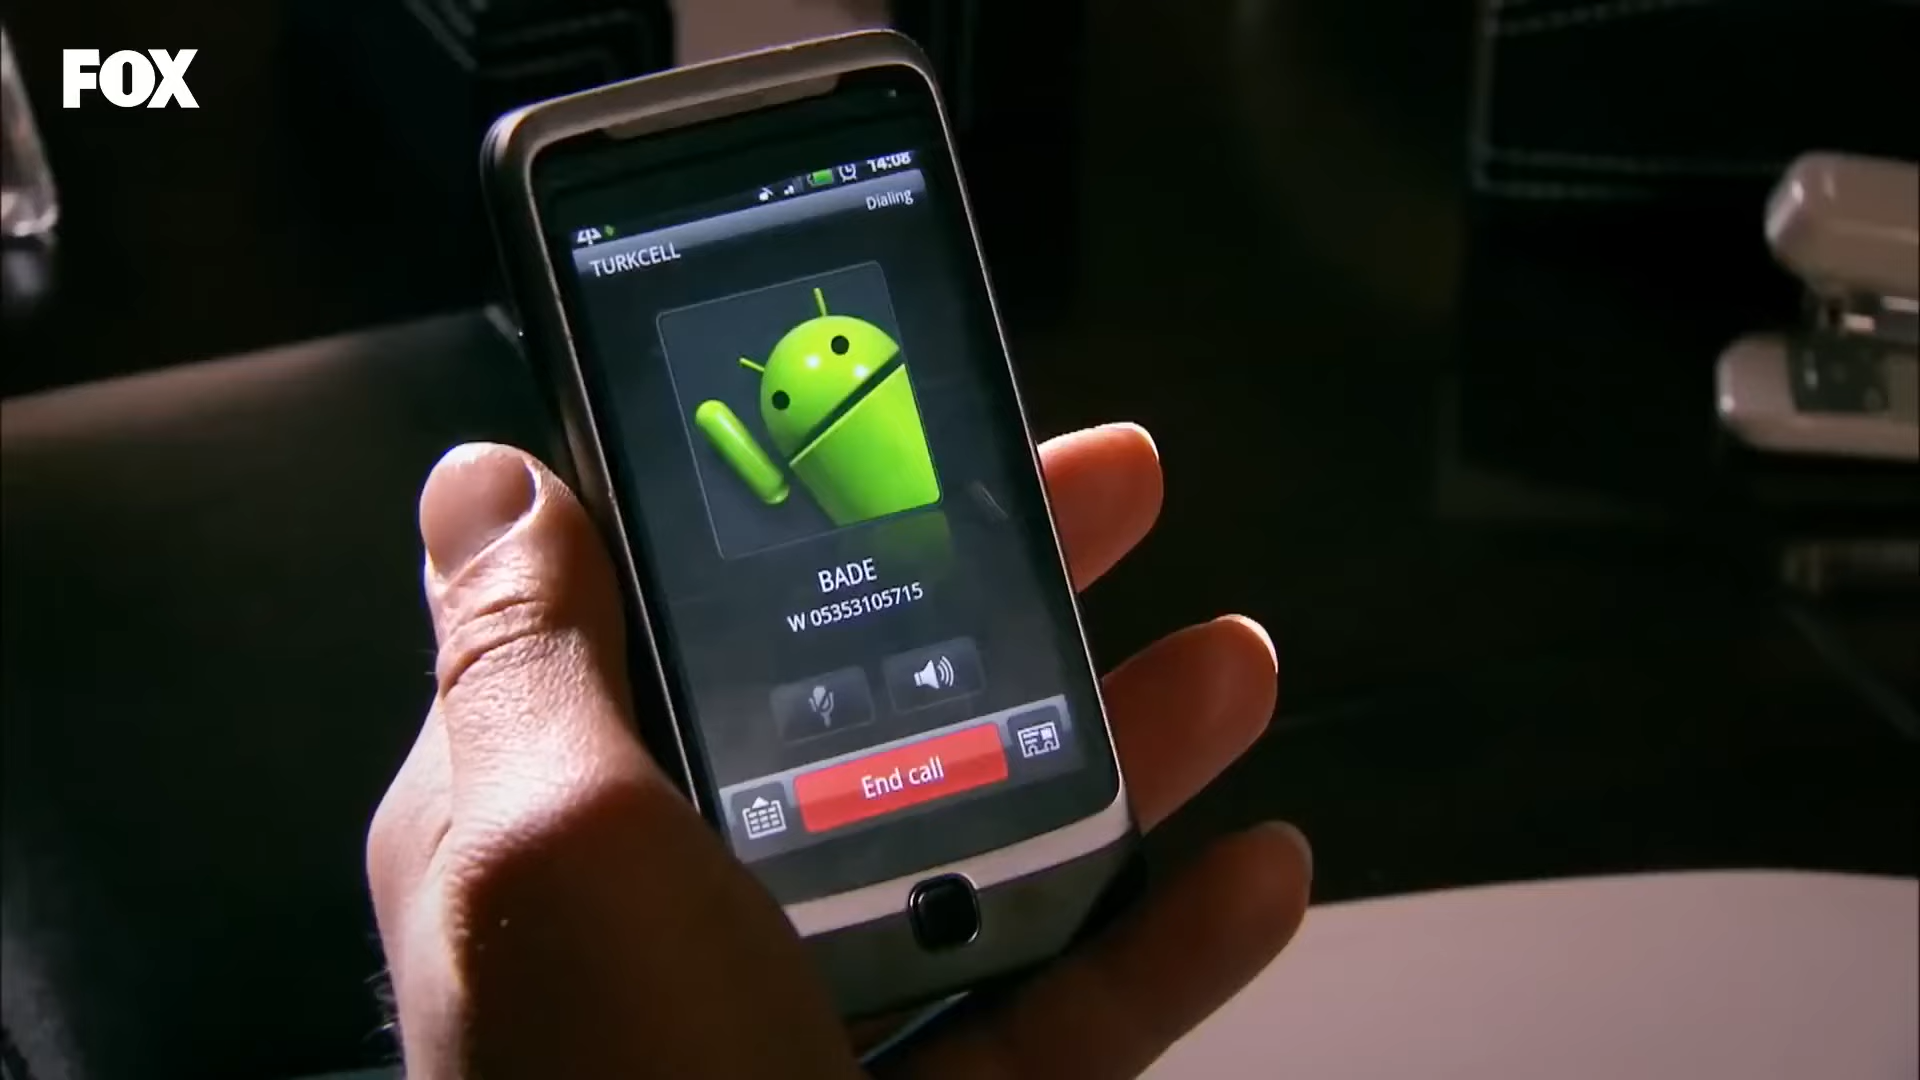 FOX
14:08
Dialing
TURKCELL
BADE
W 05353105715
End call